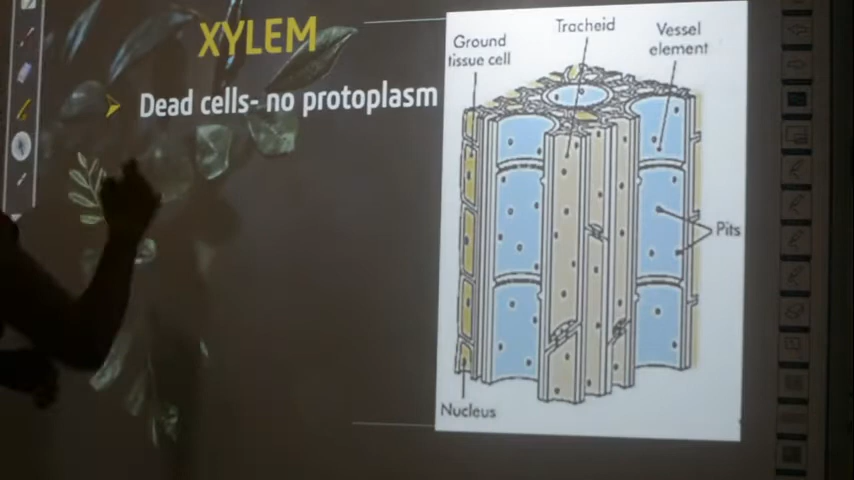 XYLEM
Dead cells- no protoplasm
Ground
tissue cell
Tracheid
Vessel
element
Pits
Nucleus